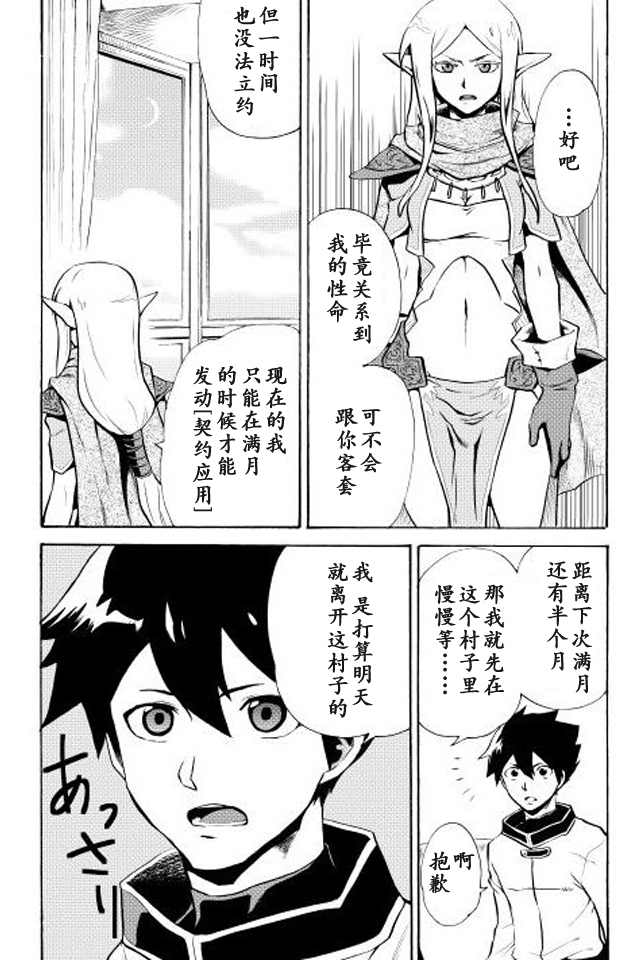 …好吧
毕竟关系到
我的性命
可不会
跟你客套
但一时间
也没法立约
现在的我
只能在满月
的时候才能
发动[契约应用]
距离下次满月
还有半个月
那我就先在
这个村子里
慢慢等……
啊
抱歉
我 是打算明天
就离开这村子的
あっさり